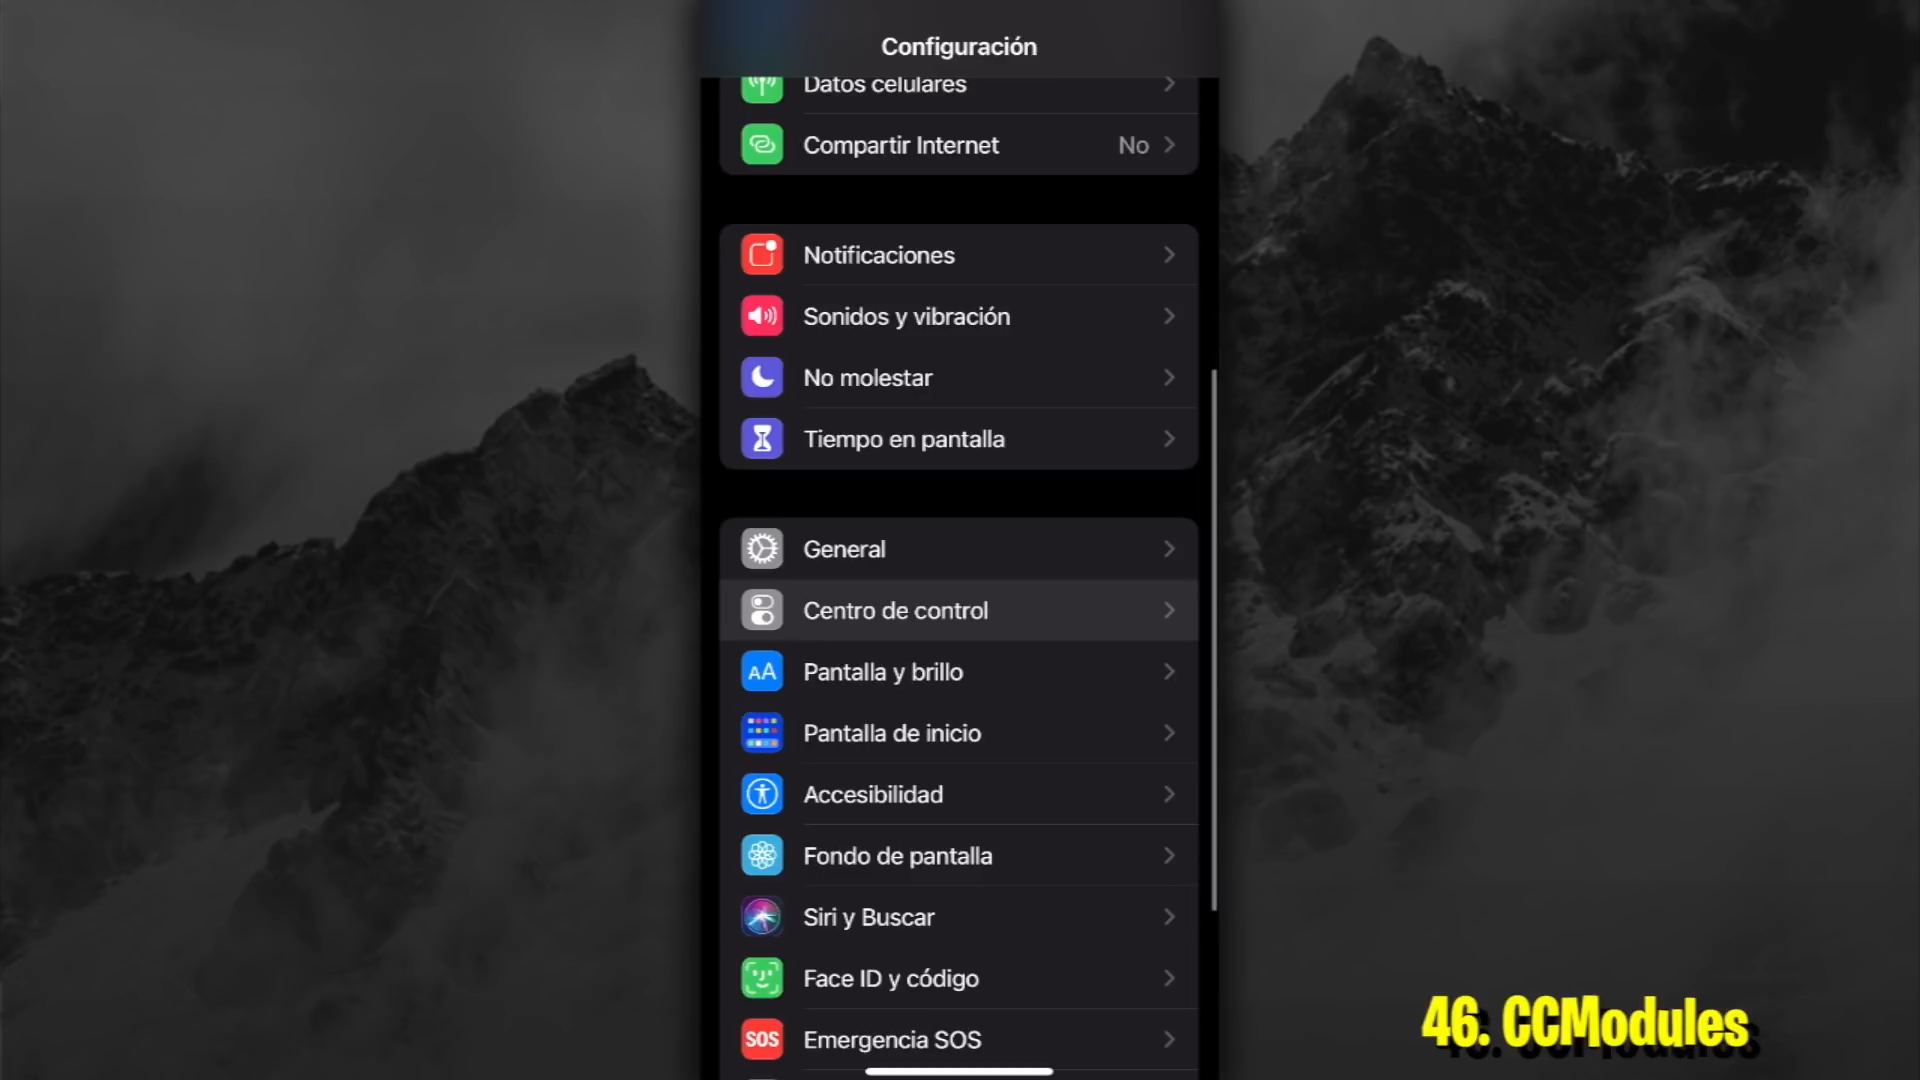 Configuración
Datos celulares
Compartir Internet No
Notificaciones
Sonidos y vibración
No molestar
Tiempo en pantalla
General
Centro de control
AA Pantalla y brillo
Pantalla de inicio
Accesibilidad
Fondo de pantalla
Siri y Buscar
Face ID y código
SOS Emergencia SOS
46. CCModules